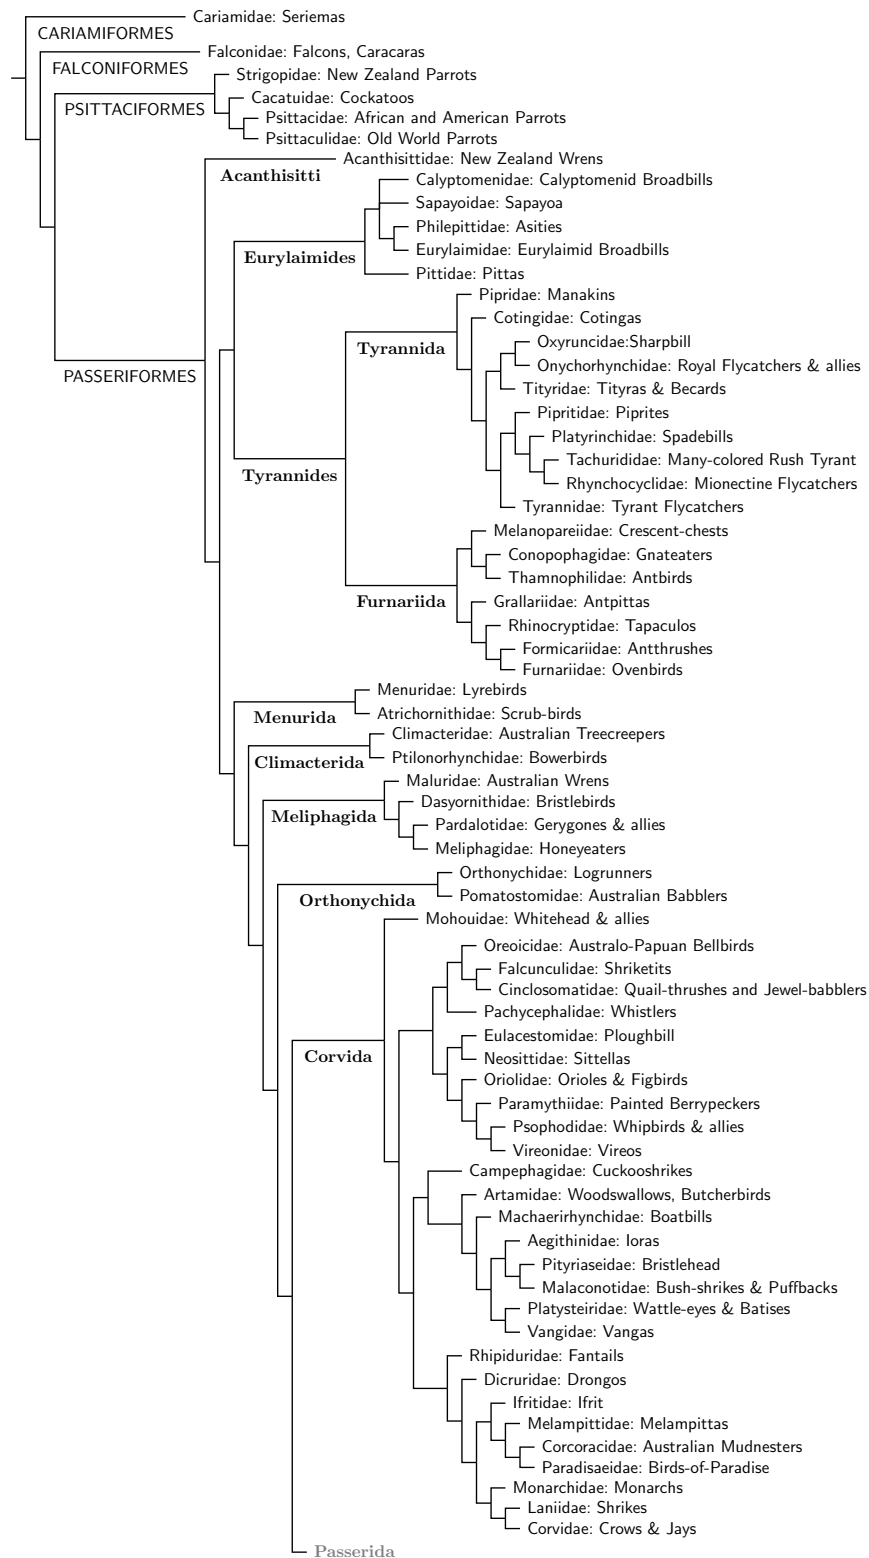 Cariamidae: Seriemas
CARIAMIFORMES
Falconidae: Falcons, Caracaras
FALCONIFORMES
Strigopidae: New Zealand Parrots
Cacatuidae: Cockatoos
PSITTACIFORMES
Psittacidae: African and American Parrots
Psittaculidae: Old World Parrots
Acanthisittidae: New Zealand Wrens
Acanthisitti
Calyptomenidae: Calyptomenid Broadbills
Sapayoidae: Sapayoa
Philepittidae: Asities
Eurylaimidae: Eurylaimid Broadbills
Eurylaimides
Pittidae: Pittas
Pipridae: Manakins
Cotingidae: Cotingas
Oxyruncidae:Sharpbill
Tyrannida
Onychorhynchidae: Royal Flycatchers & allies
PASSERIFORMES
Tityridae: Tityras & Becards
Pipritidae: Piprites
Platyrinchidae: Spadebills
Tachurididae: Many-colored Rush Tyrant
Tyrannides
Rhynchocyclidae: Mionectine Flycatchers
Tyrannidae: Tyrant Flycatchers
Melanopareiidae: Crescent-chests
Conopophagidae: Gnateaters
Thamnophilidae: Antbirds
Furnariida
Grallariidae: Antpittas
Rhinocryptidae: Tapaculos
Formicariidae: Antthrushes
Furnariidae: Ovenbirds
Menuridae: Lyrebirds
Menurida
Atrichornithidae: Scrub-birds
Climacteridae: Australian Treecreepers
Climacterida
Ptilonorhynchidae: Bowerbirds
Maluridae: Australian Wrens
Dasyornithidae: Bristlebirds
Meliphagida
Pardalotidae: Gerygones & allies
Meliphagidae: Honeyeaters
Orthonychidae: Logrunners
Orthonychida
Pomatostomidae: Australian Babblers
Mohouidae: Whitehead & allies
Oreoicidae: Australo-Papuan Bellbirds
Falcunculidae: Shriketits
Cinclosomatidae: Quail-thrushes and Jewel-babblers
Pachycephalidae: Whistlers
Eulacestomidae: Ploughbill
Corvida
Neosittidae: Sittellas
Oriolidae: Orioles & Figbirds
Paramythiidae: Painted Berrypeckers
Psophodidae: Whipbirds & allies
Vireonidae: Vireos
Campephagidae: Cuckooshrikes
Artamidae: Woodswallows, Butcherbirds
Machaerirhynchidae: Boatbills
Aegithinidae: Ioras
Pityriaseidae: Bristlehead
Malaconotidae: Bush-shrikes & Puffbacks
Platysteiridae: Wattle-eyes & Batises
Vangidae: Vangas
Rhipiduridae: Fantails
Dicruridae: Drongos
Ifritidae: Ifrit
Melampittidae: Melampittas
Corcoracidae: Australian Mudnesters
Paradisaeidae: Birds-of-Paradise
Monarchidae: Monarchs
Laniidae: Shrikes
Corvidae: Crows & Jays
Passerida